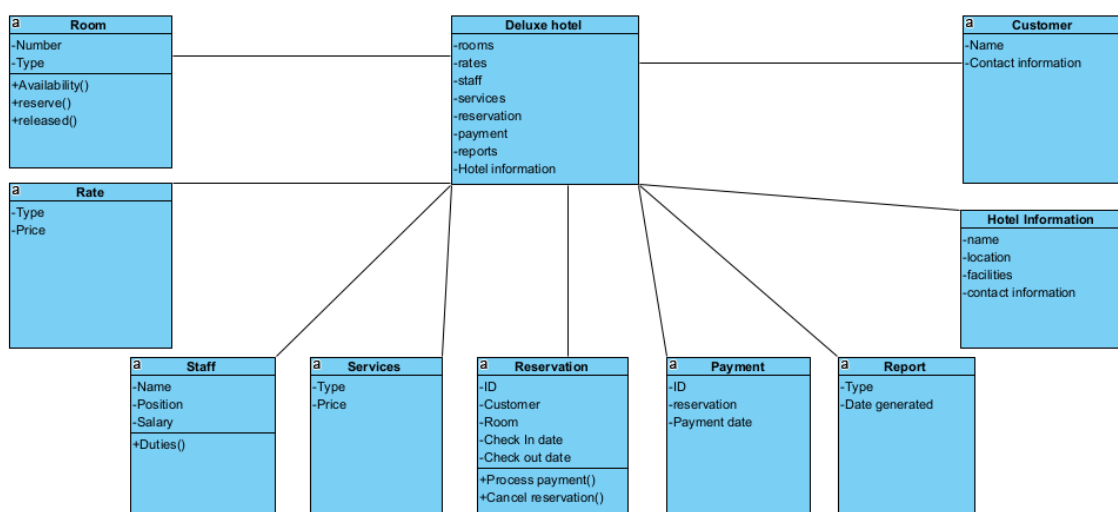 a
Room
-Number
-Type
+Availability()
+reserve()
+released()
Deluxe hotel
-rooms
-rates
-staff
-services
-reservation
-payment
-reports
-Hotel information
a
Customer
-Name
-Contact information
a
Rate
-Type
-Price
Hotel Information
-name
-location
-facilities
-contact information
a
Staff
-Name
-Position
-Salary
+Duties()
a
Services
-Type
-Price
a
Reservation
-ID
-Customer
-Room
-Check In date
-Check out date
+Process payment()
+Cancel reservation()
a
Payment
-ID
-reservation
-Payment date
a
Report
-Type
-Date generated